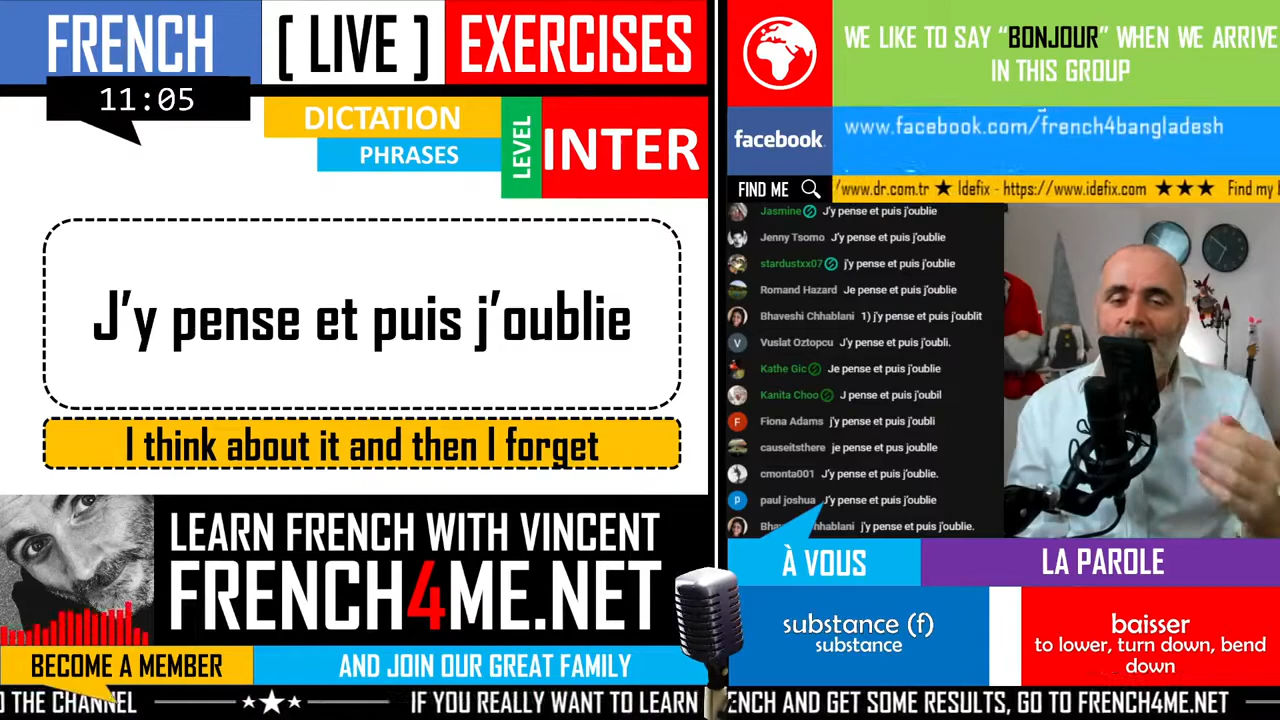 FRENCH
[ LIVE ]
EXERCISES
11:05
DICTATION
PHRASES
LEVEL
INTER
J'y pense et puis j'oublie
I think about it and then I forget
LEARN FRENCH WITH VINCENT
FRENCH4ME.NET
BECOME A MEMBER
AND JOIN OUR GREAT FAMILY
WE LIKE TO SAY “BONJOUR” WHEN WE ARRIVE
IN THIS GROUP
facebook.
www.facebook.com/french4bangladesh
FIND ME
/www.dr.com.tr ★ Idefix - https://www.idefix.com ★★★ Find my
Jasmine J'y pense et puis j'oublie
Jenny Tsomo J'y pense et puis j'oublie
stardustxx07 j'y pense et puis j'oublie
Romand Hazard Je pense et puis j'oublie
Bhaveshi Chhablani 1) j'y pense et puis j'oublit
V
Vuslat Oztopcu J'y pense et puis j'oubli.
Kathe Gic Je pense et puis j'oublie
Kanita Choo J pense et puis j'oubil
F
Fiona Adams j'y pense et puis j'oubli
causeitsthere je pense et puis joublle
cmonta001 J'y pense et puis j'oublie.
p
paul joshua J'y pense et puis j'oublie
hhablani j'y pense et puis j'oublie.
À VOUS
LA PAROLE
substance (f)
substance
baisser
to lower, turn down, bend
down
O THE CHANNEL ★ IF YOU REALLY WANT TO LEARN ENCH AND GET SOME RESULTS, GO TO FRENCH4ME.NET